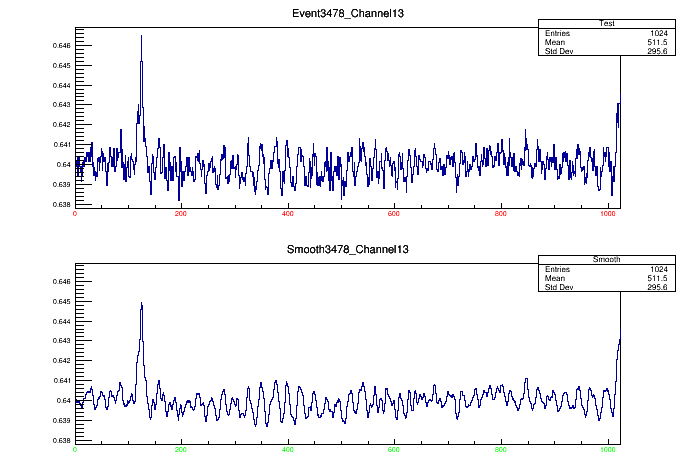 Event3478_Channel13
Test
Entries 1024
Mean 511.5
Std Dev 295.6
0.646
0.645
0.644
0.643
0.642
0.641
0.64
0.639
0.638
0 200 400 600 800 1000
Smooth3478_Channel13
Smooth
Entries 1024
Mean 511.5
Std Dev 295.6
0.646
0.645
0.644
0.643
0.642
0.641
0.64
0.639
0.638
0 200 400 600 800 1000